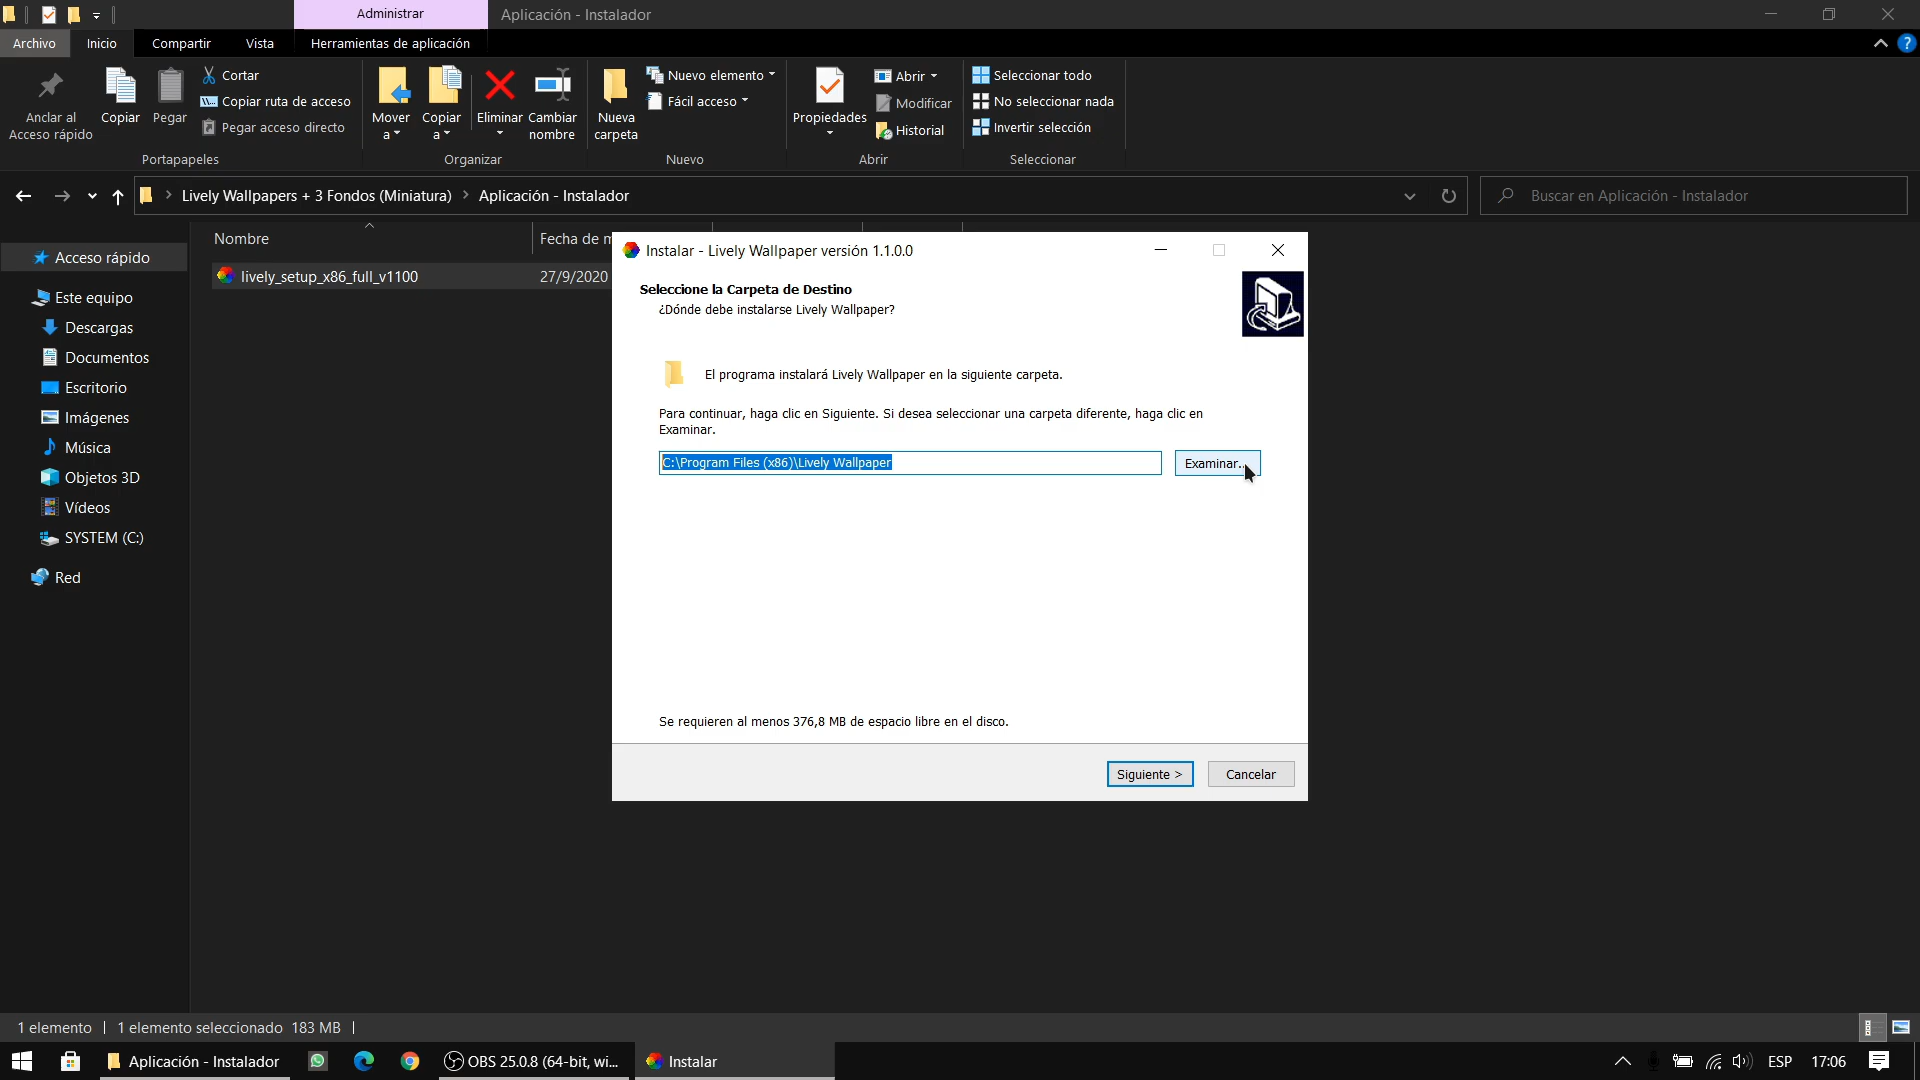 Administrar
Aplicación - Instalador
Archivo
Inicio
Compartir
Vista
Herramientas de aplicación
?
Anclar al
Acceso rápido
Copiar
Pegar
Cortar
Copiar ruta de acceso
Pegar acceso directo
Portapapeles
Mover
a
Copiar
a
Eliminar
Cambiar
nombre
Organizar
Nueva
carpeta
Nuevo elemento
Fácil acceso
Nuevo
Propiedades
Abrir
Modificar
Historial
Abrir
Seleccionar todo
No seleccionar nada
Invertir selección
Seleccionar
Lively Wallpapers + 3 Fondos (Miniatura) > Aplicación - Instalador
Buscar en Aplicación - Instalador
Nombre
Fecha de m
lively_setup_x86_full_v1100
27/9/2020
Acceso rápido
Este equipo
Descargas
Documentos
Escritorio
Imágenes
Música
Objetos 3D
Vídeos
SYSTEM (C:)
Red
Instalar - Lively Wallpaper versión 1.1.0.0
Seleccione la Carpeta de Destino
¿Dónde debe instalarse Lively Wallpaper?
El programa instalará Lively Wallpaper en la siguiente carpeta.
Para continuar, haga clic en Siguiente. Si desea seleccionar una carpeta diferente, haga clic en
Examinar.
C:\Program Files (x86)\Lively Wallpaper
Examinar...
Se requieren al menos 376,8 MB de espacio libre en el disco.
Siguiente >
Cancelar
1 elemento
1 elemento seleccionado 183 MB
Aplicación - Instalador
OBS 25.0.8 (64-bit, wi...
Instalar
ESP
17:06